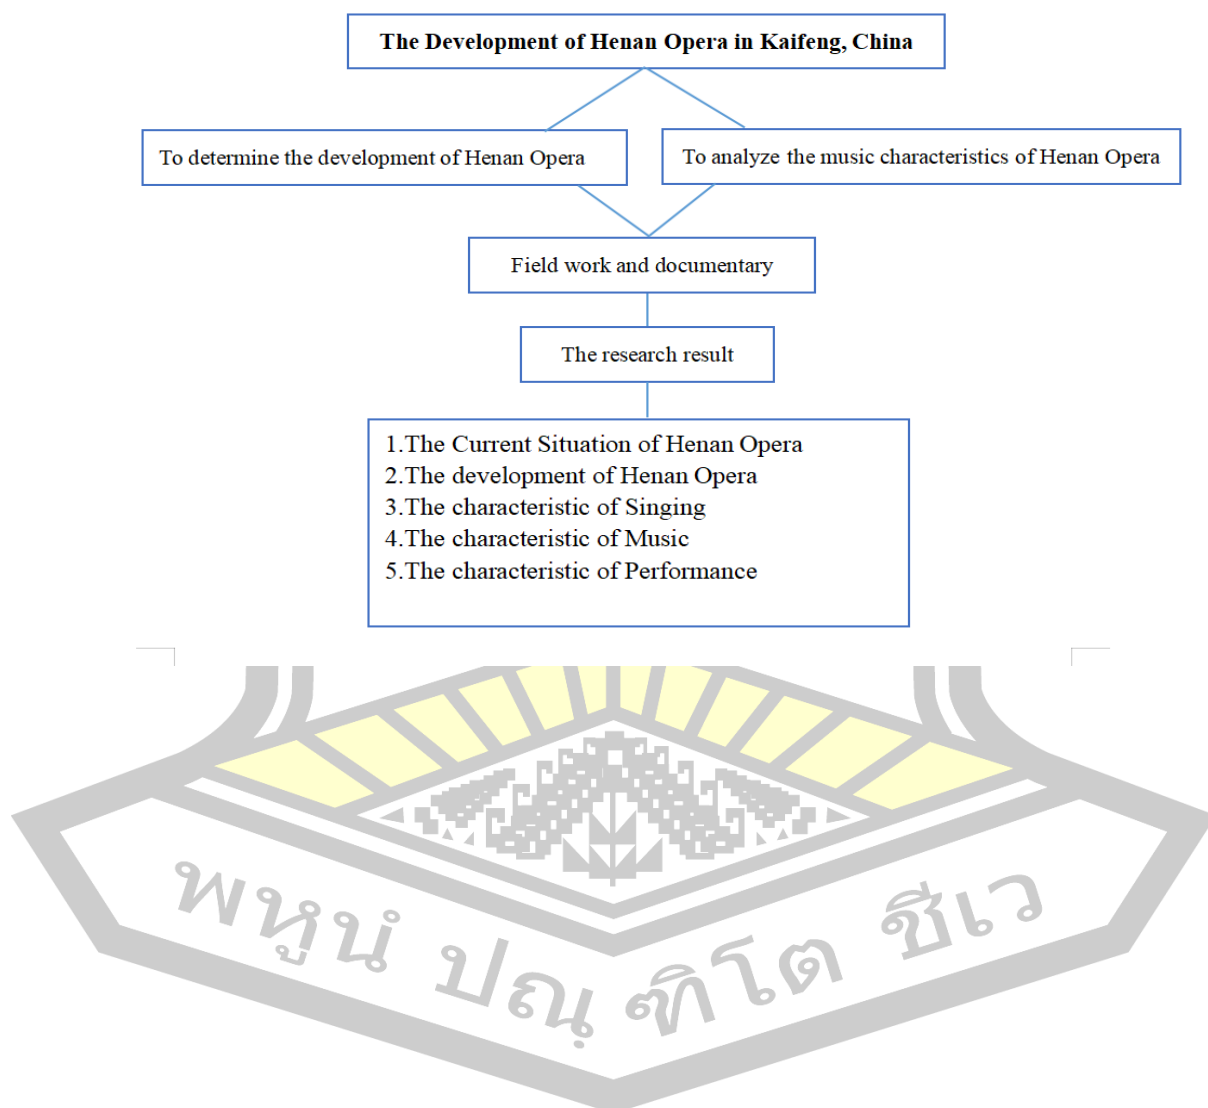 The Development of Henan Opera in Kaifeng, China
To determine the development of Henan Opera
To analyze the music characteristics of Henan Opera
Field work and documentary
The research result
1.The Current Situation of Henan Opera
2.The development of Henan Opera
3.The characteristic of Singing
4.The characteristic of Music
5.The characteristic of Performance
พหูนํ ปณฺฑิโต ชีเว